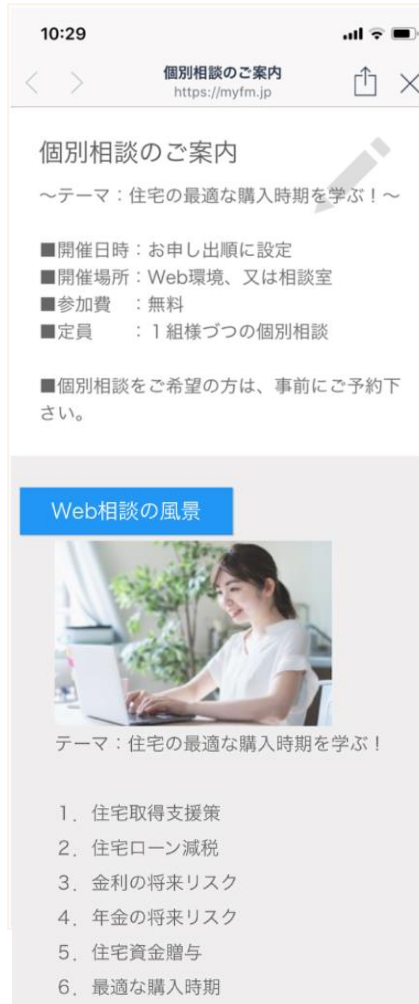 10:29
個別相談のご案内
https://myfm.jp
個別相談のご案内
～テーマ：住宅の最適な購入時期を学ぶ！～
■開催日時：お申し出順に設定
■開催場所：Web環境、又は相談室
■参加費　：無料
■定員　　：１組様づつの個別相談
■個別相談をご希望の方は、事前にご予約下
さい。
Web相談の風景
テーマ：住宅の最適な購入時期を学ぶ！
1．住宅取得支援策
2．住宅ローン減税
3．金利の将来リスク
4．年金の将来リスク
5．住宅資金贈与
6．最適な購入時期